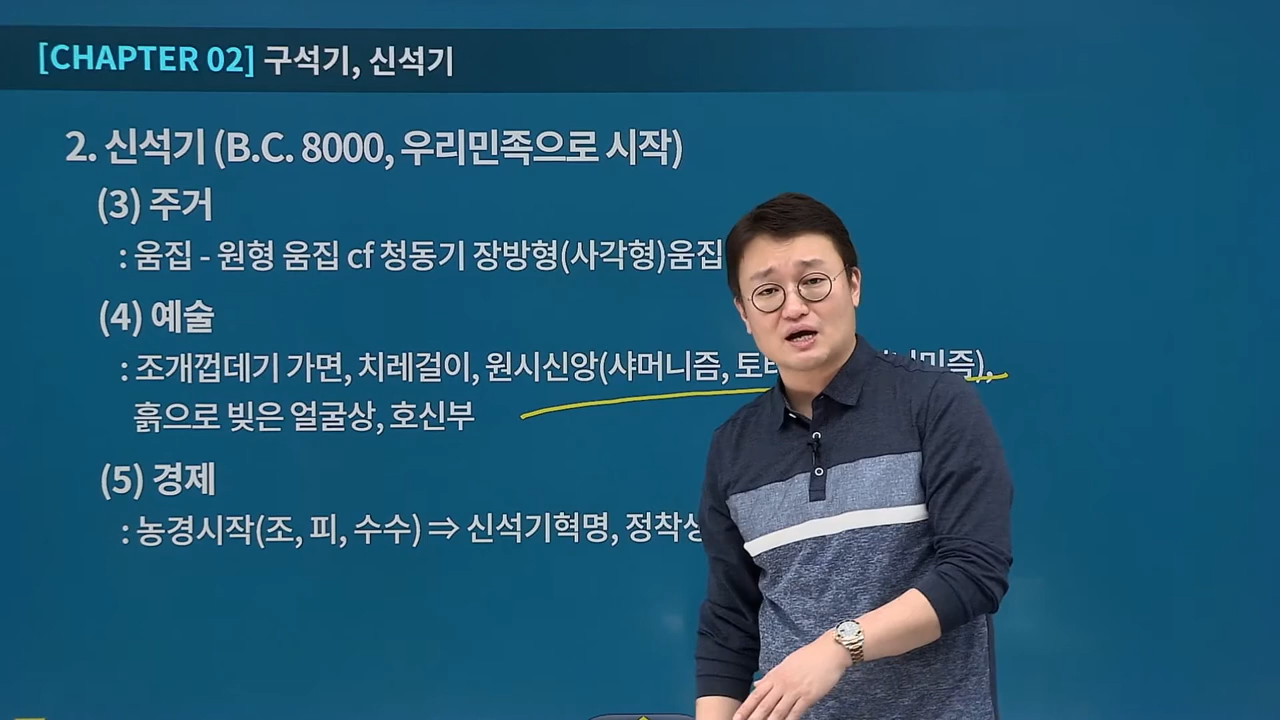 [CHAPTER 02] 구석기, 신석기
2. 신석기 (B.C. 8000, 우리민족으로 시작)
(3) 주거
: 움집 - 원형 움집 cf 청동기 장방형(사각형)움집
(4) 예술
: 조개껍데기 가면, 치레걸이, 원시신앙(샤머니즘,
흙으로 빚은 얼굴상, 호신부
(5) 경제
: 농경시작(조, 피, 수수) ⇒ 신석기혁명,